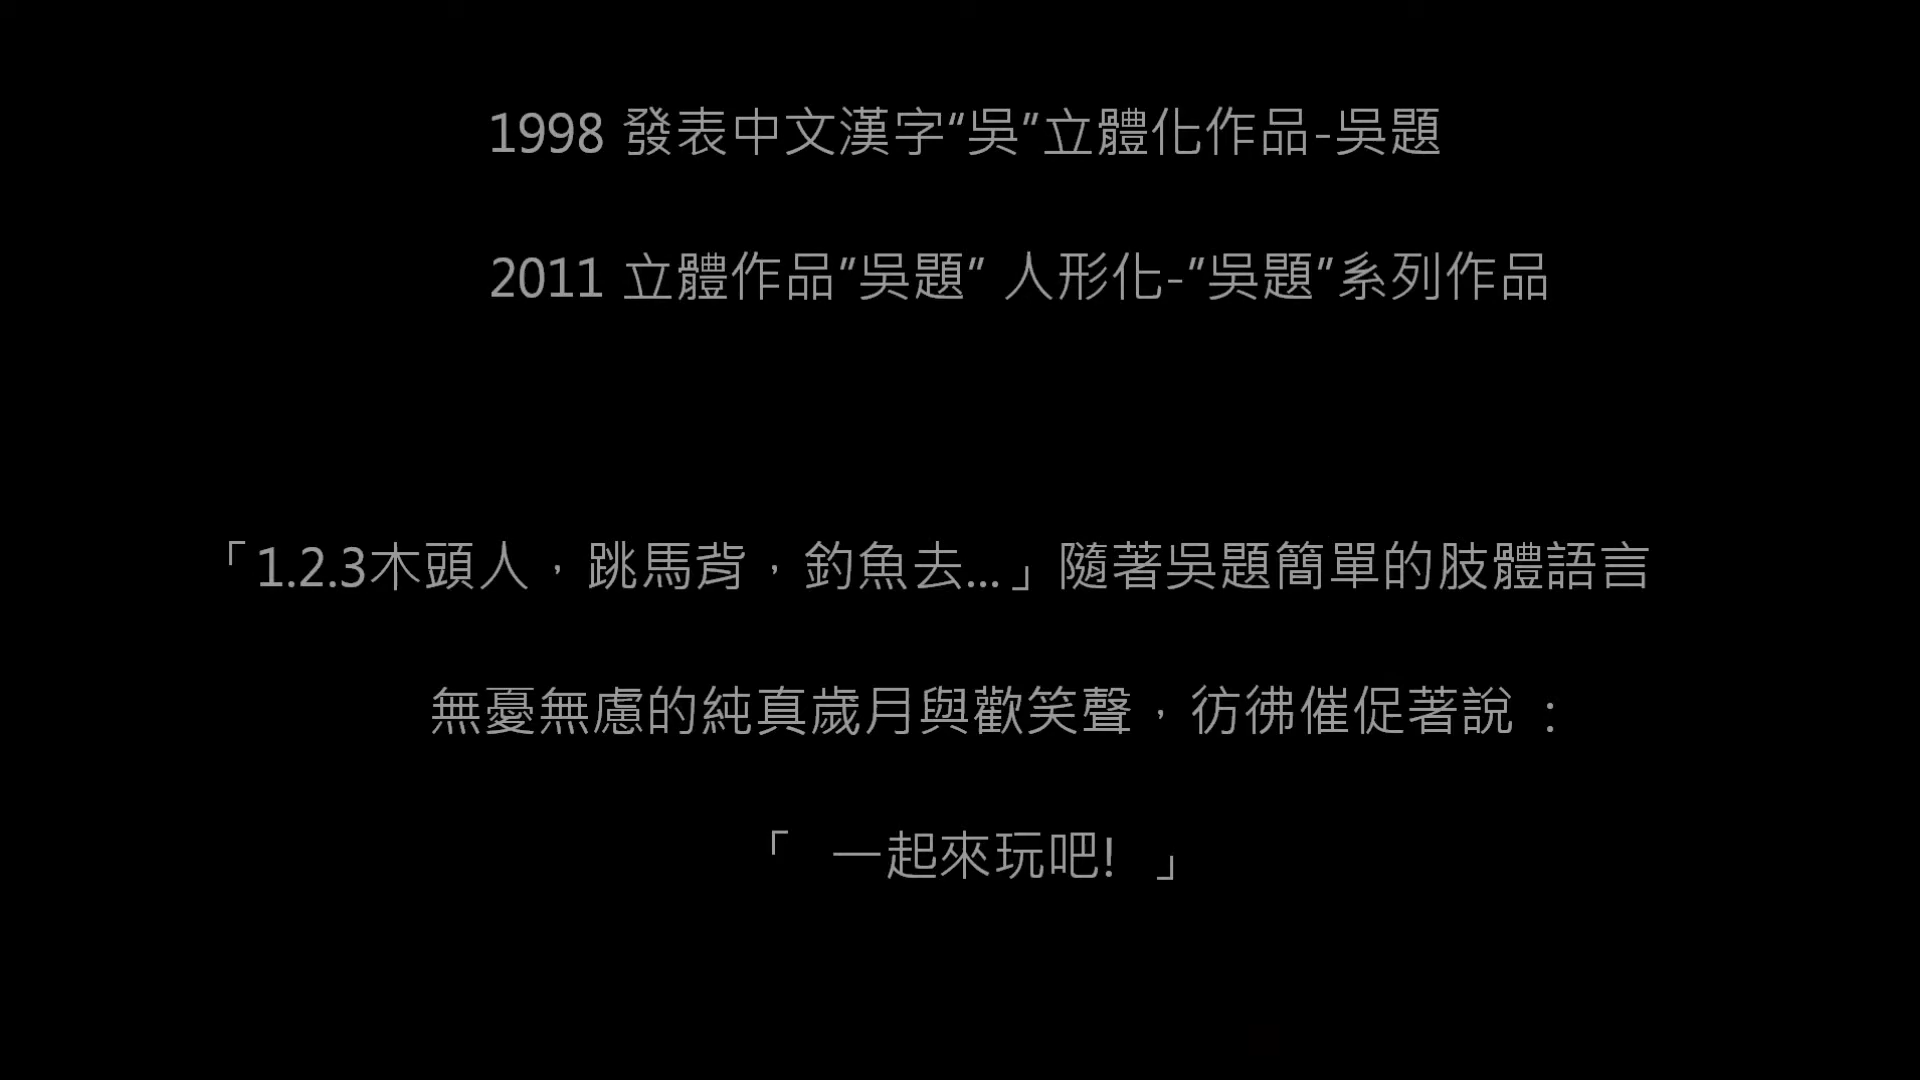 1998 發表中文漢字“吳”立體化作品-吳題
2011 立體作品”吳題” 人形化-”吳題”系列作品
「1.2.3木頭人，跳馬背，釣魚去...」隨著吳題簡單的肢體語言
無憂無慮的純真歲月與歡笑聲，彷彿催促著說 :
「 一起來玩吧! 」